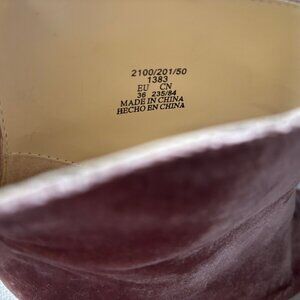 2100/201/50
1383
EU CN
36 235/84
MADE IN CHINA
HECHO EN CHINA